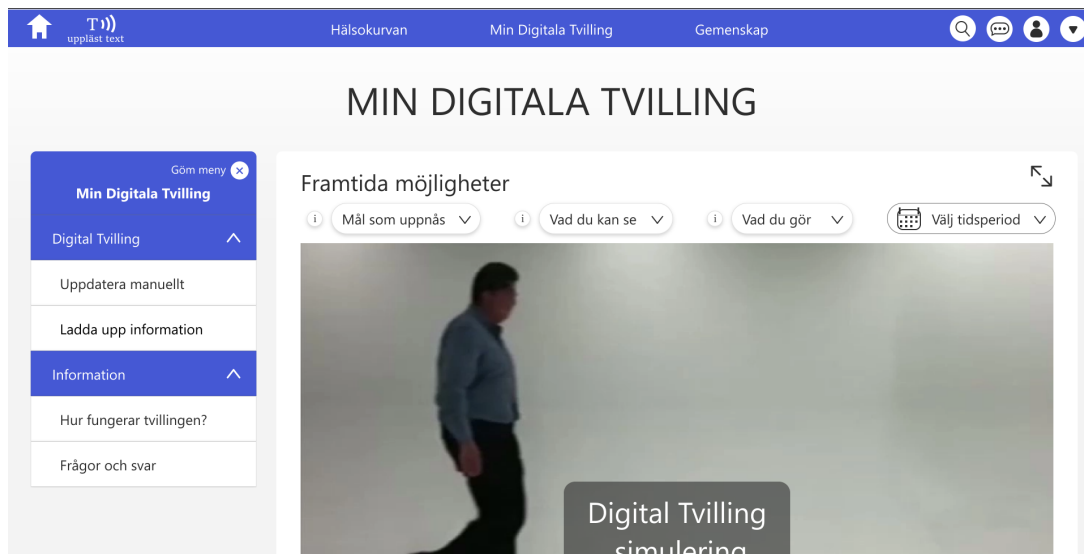 T
uppläst text
Hälsokurvan
Min Digitala Tvilling
Gemenskap
MIN DIGITALA TVILLING
Göm meny
Min Digitala Tvilling
Digital Tvilling
Uppdatera manuellt
Ladda upp information
Information
Hur fungerar tvillingen?
Frågor och svar
Framtida möjligheter
i Mål som uppnås
i Vad du kan se
i Vad du gör
Välj tidsperiod
Digital Tvilling
simulering